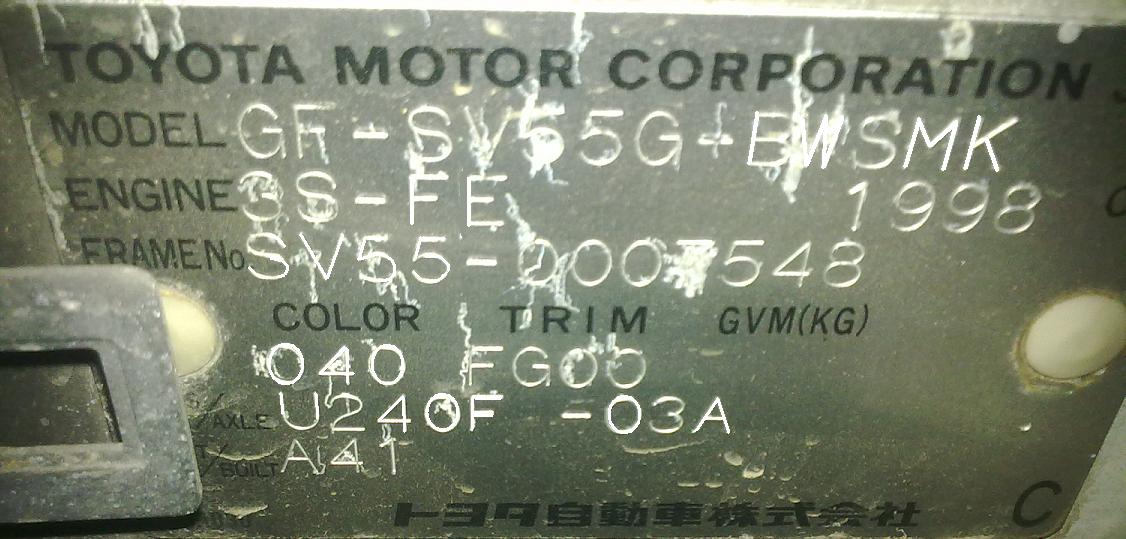 TOYOTA MOTOR CORPORATION
MODEL GF-SV55G-BWSMK
ENGINE 3S-FE 1998
FRAME No. SV55-0007548
COLOR TRIM GVM(KG)
040 FG00
/AXLE U240F -03A
/BUILT A41
トヨタ自動車株式会社 C